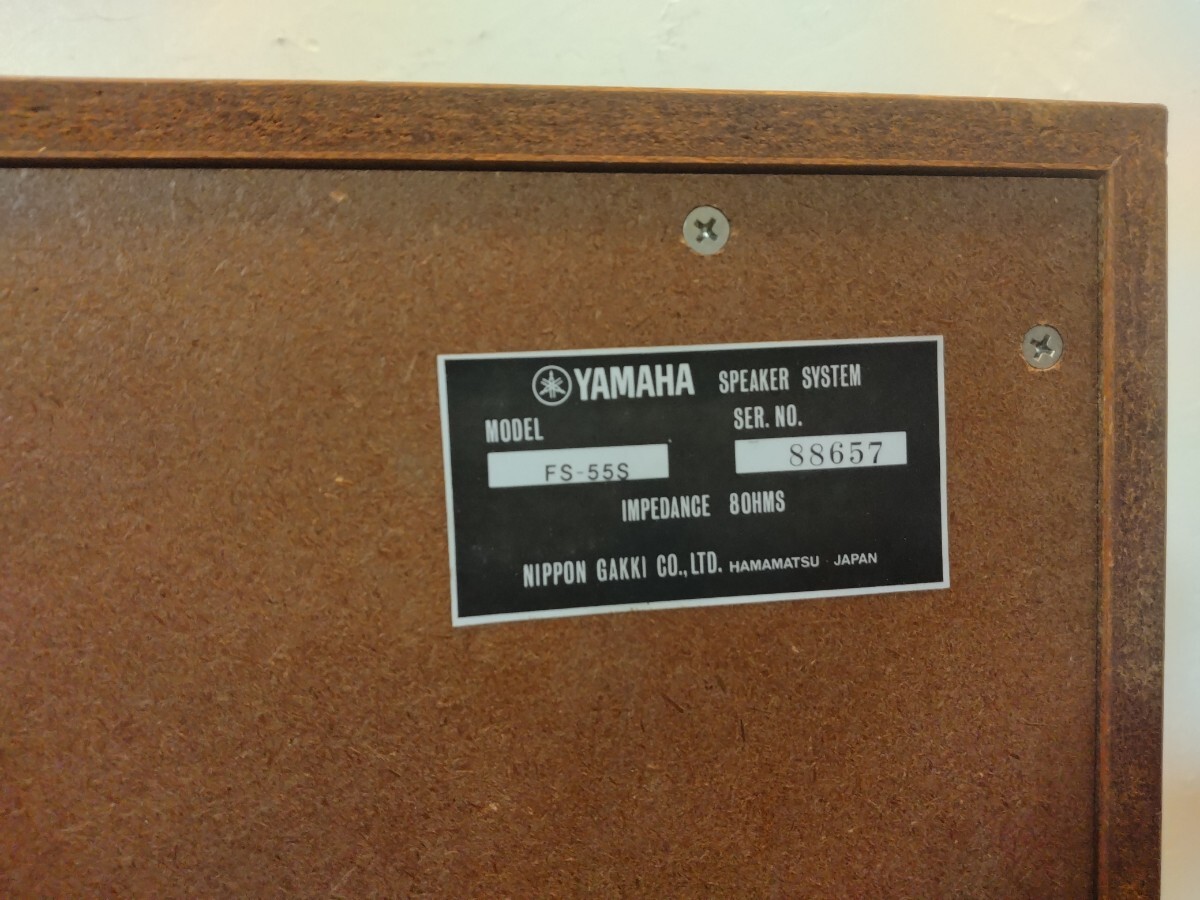 YAMAHA SPEAKER SYSTEM
MODEL SER. NO.
FS-55S 88657
IMPEDANCE 8OHMS
NIPPON GAKKI CO., LTD. HAMAMATSU JAPAN